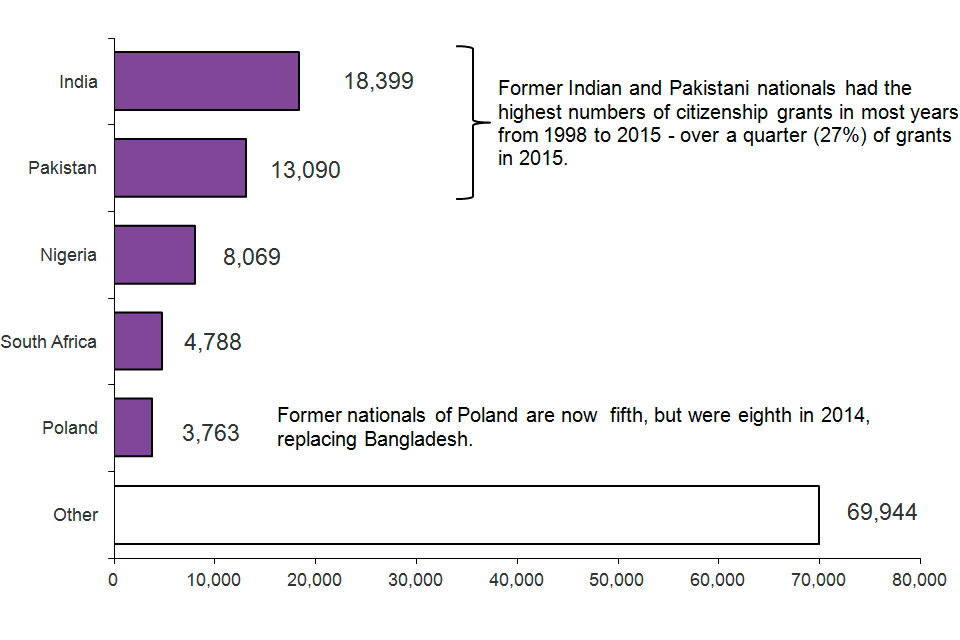 India
18,399
Former Indian and Pakistani nationals had the
highest numbers of citizenship grants in most years
from 1998 to 2015 - over a quarter (27%) of grants
in 2015.
Pakistan
13,090
Nigeria
8,069
South Africa
4,788
Poland
3,763
Former nationals of Poland are now fifth, but were eighth in 2014,
replacing Bangladesh.
Other
69,944
0 10,000 20,000 30,000 40,000 50,000 60,000 70,000 80,000